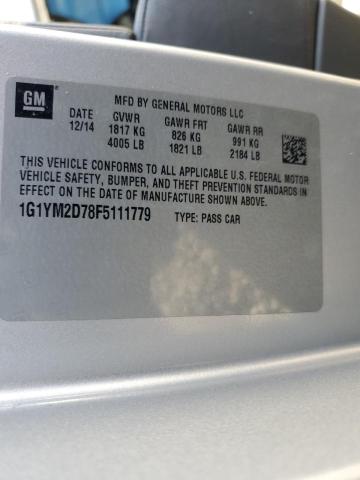 GM
MFD BY GENERAL MOTORS LLC
DATE GVWR GAWR FRT GAWR RR
12/14 1817 KG 826 KG 991 KG
4005 LB 1821 LB 2184 LB
THIS VEHICLE CONFORMS TO ALL APPLICABLE U.S. FEDERAL MOTOR
VEHICLE SAFETY, BUMPER, AND THEFT PREVENTION STANDARDS IN
EFFECT ON THE DATE OF MANUFACTURE SHOWN ABOVE.
1G1YM2D78F5111779 TYPE: PASS CAR